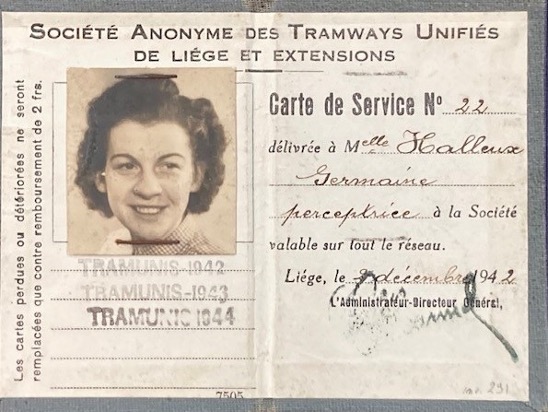 SOCIÉTÉ ANONYME DES TRAMWAYS UNIFIÉS
DE LIÉGE ET EXTENSIONS
Les cartes perdues ou détériorées ne seront
remplacées que contre remboursement de 2 frs.
TRAMUNIS-1942
TRAMUNIS-1943
TRAMUNIS 1944
7505
Carte de Service N° 22
délivrée à Melle Halleux
Germaine
perceptrice à la Société
valable sur tout le réseau.
Liége, le décembre 1942
L'Administrateur-Directeur Général,
291